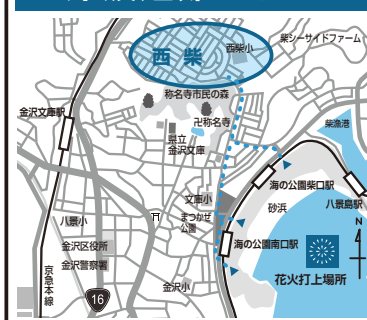 柴シーサイドファーム
西柴
西柴小
称名寺市民の森
金沢文庫駅
卍称名寺
柴漁港
県立
金沢文庫
海の公園柴口駅
文庫小
八景島駅
砂浜
まつかぜ
公園
八景小
N
金沢区役所
海の公園南口駅
金沢警察署
花火打上場所
金沢小
京急本線
16